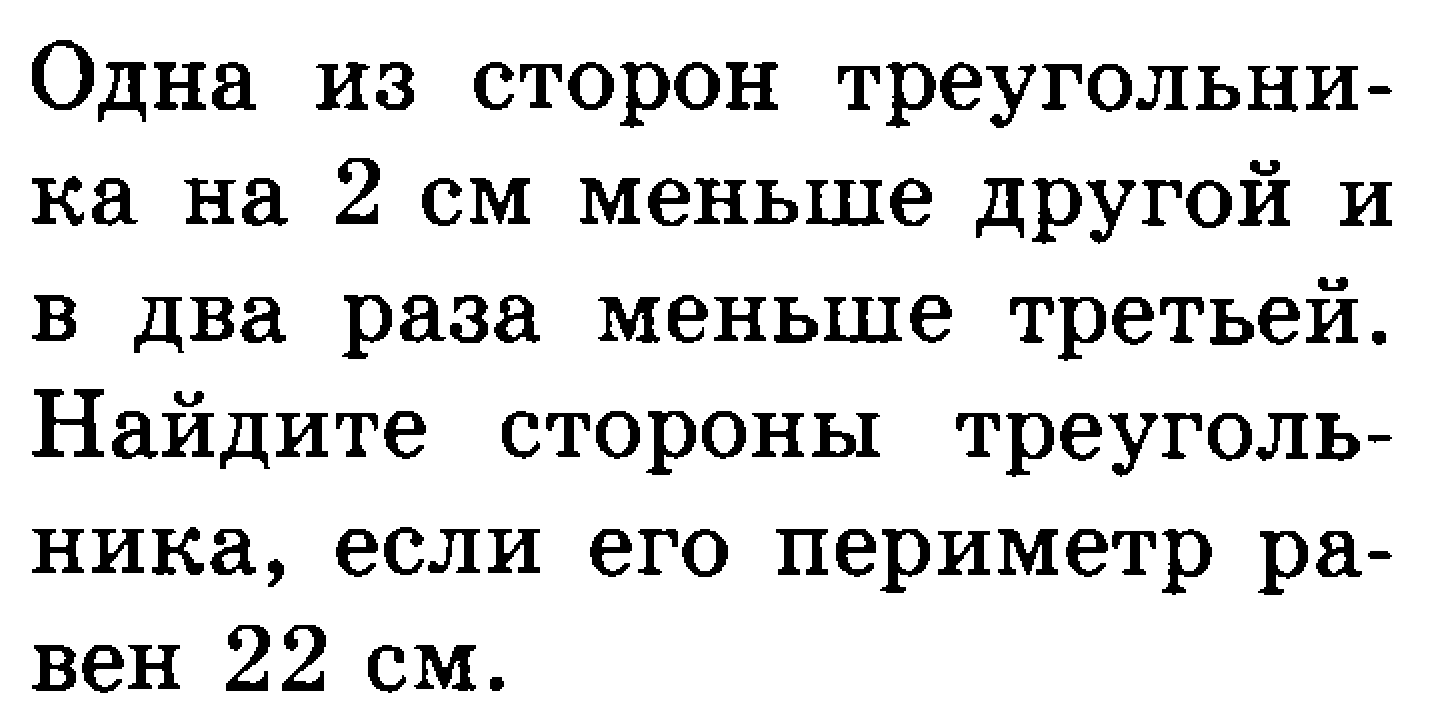 Одна из сторон треугольни-
ка на 2 см меньше другой и
в два раза меньше третьей.
Найдите стороны треуголь-
ника, если его периметр ра-
вен 22 см.